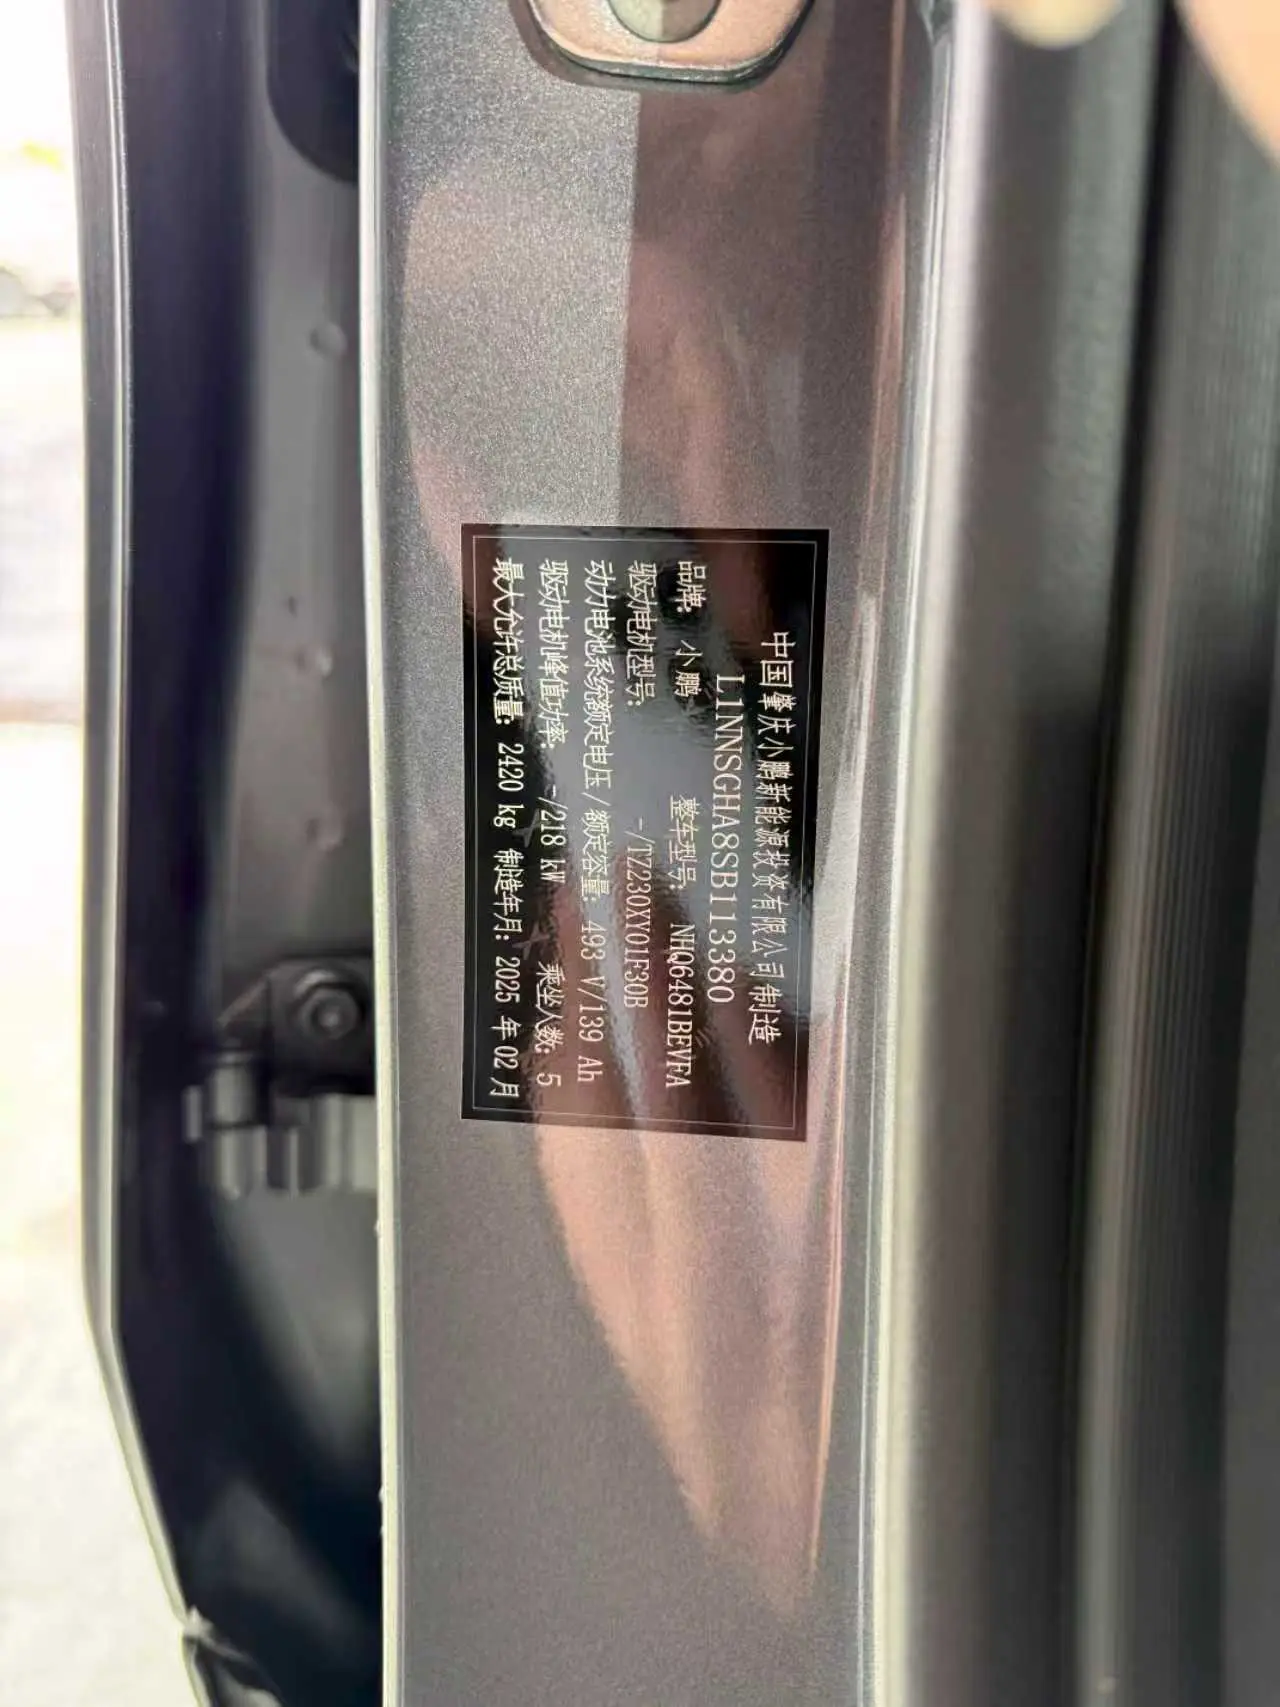 中国肇庆小鹏新能源投资有限公司制造
L1NNSGHA8SB113380
品牌: 小鹏 整车型号: NHQ6481BEVFA
驱动电机型号: -/TZ230XY01F30B
动力电池系统额定电压/额定容量: 493 V/139 Ah
驱动电机峰值功率: -/218 kW 乘坐人数: 5
最大允许总质量: 2420 kg 制造年月: 2025 年 02 月